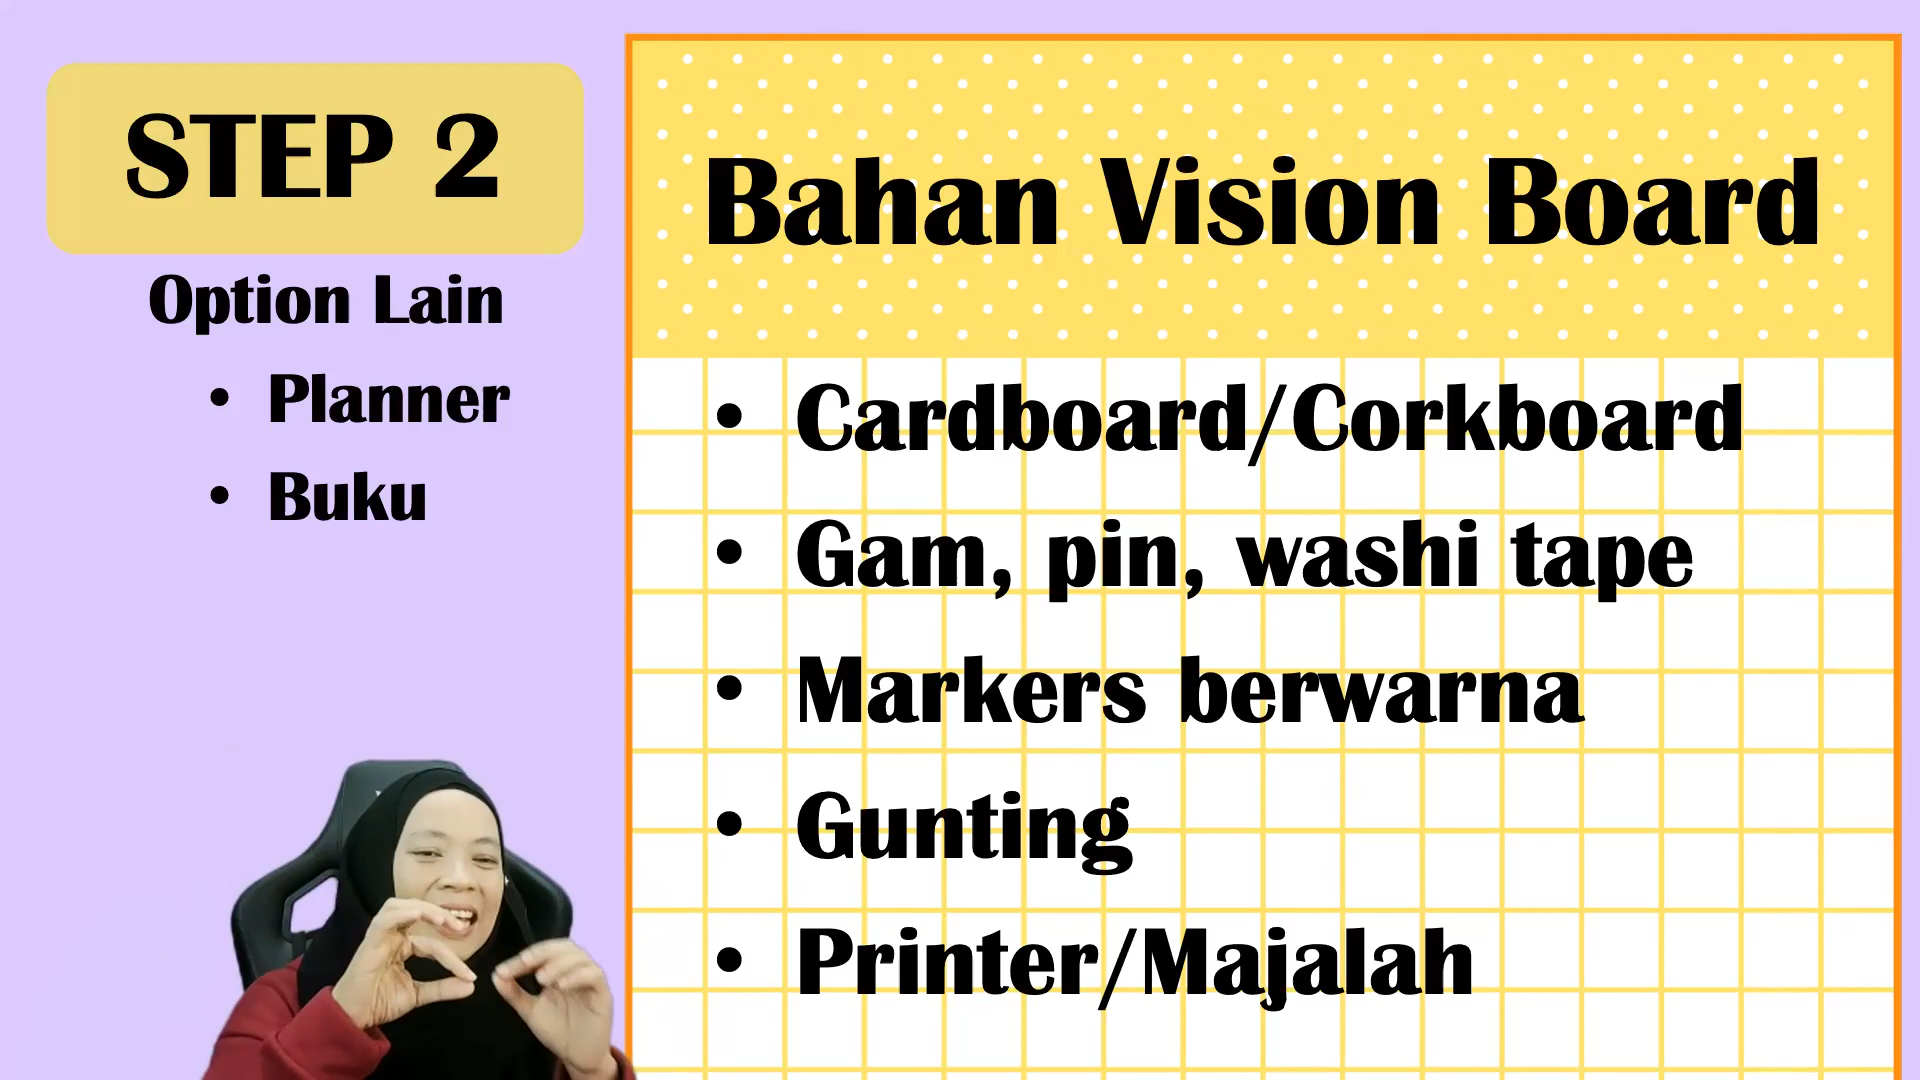 STEP 2
Option Lain
• Planner
• Buku
Bahan Vision Board
• Cardboard/Corkboard
• Gam, pin, washi tape
• Markers berwarna
• Gunting
• Printer/Majalah